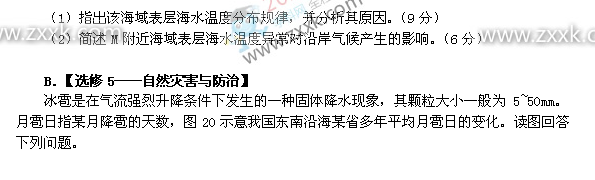 （1）指出该海域表层海水温度分布规律，并分析其原因。（9 分）
www.zxxk.com
zxxk.com
（2）简述 M 附近海域表层海水温度异常对沿岸气候产生的影响。（6 分）
B.【选修 5——自然灾害与防治】
冰雹是在气流强烈升降条件下发生的一种固体降水现象，其颗粒大小一般为 5~50mm。
月雹日指某月降雹的天数，图 20 示意我国东南沿海某省多年平均月雹日的变化。读图回答
下列问题。